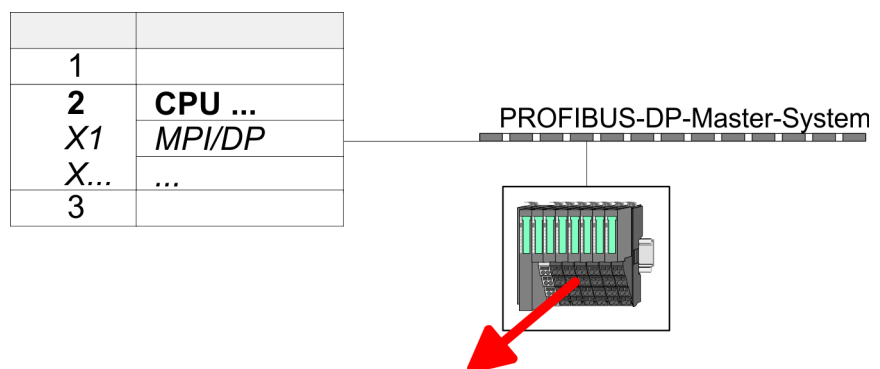 1
2 CPU ...
X1 MPI/DP
X... ...
3
PROFIBUS-DP-Master-System